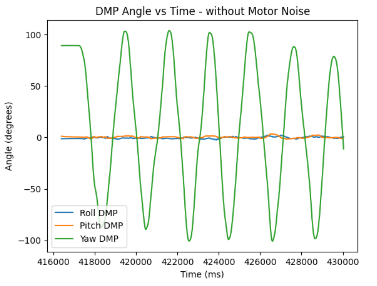 DMP Angle vs Time - without Motor Noise
Angle (degrees)
100
50
0
−50
−100
Roll DMP
Pitch DMP
Yaw DMP
416000 418000 420000 422000 424000 426000 428000 430000
Time (ms)